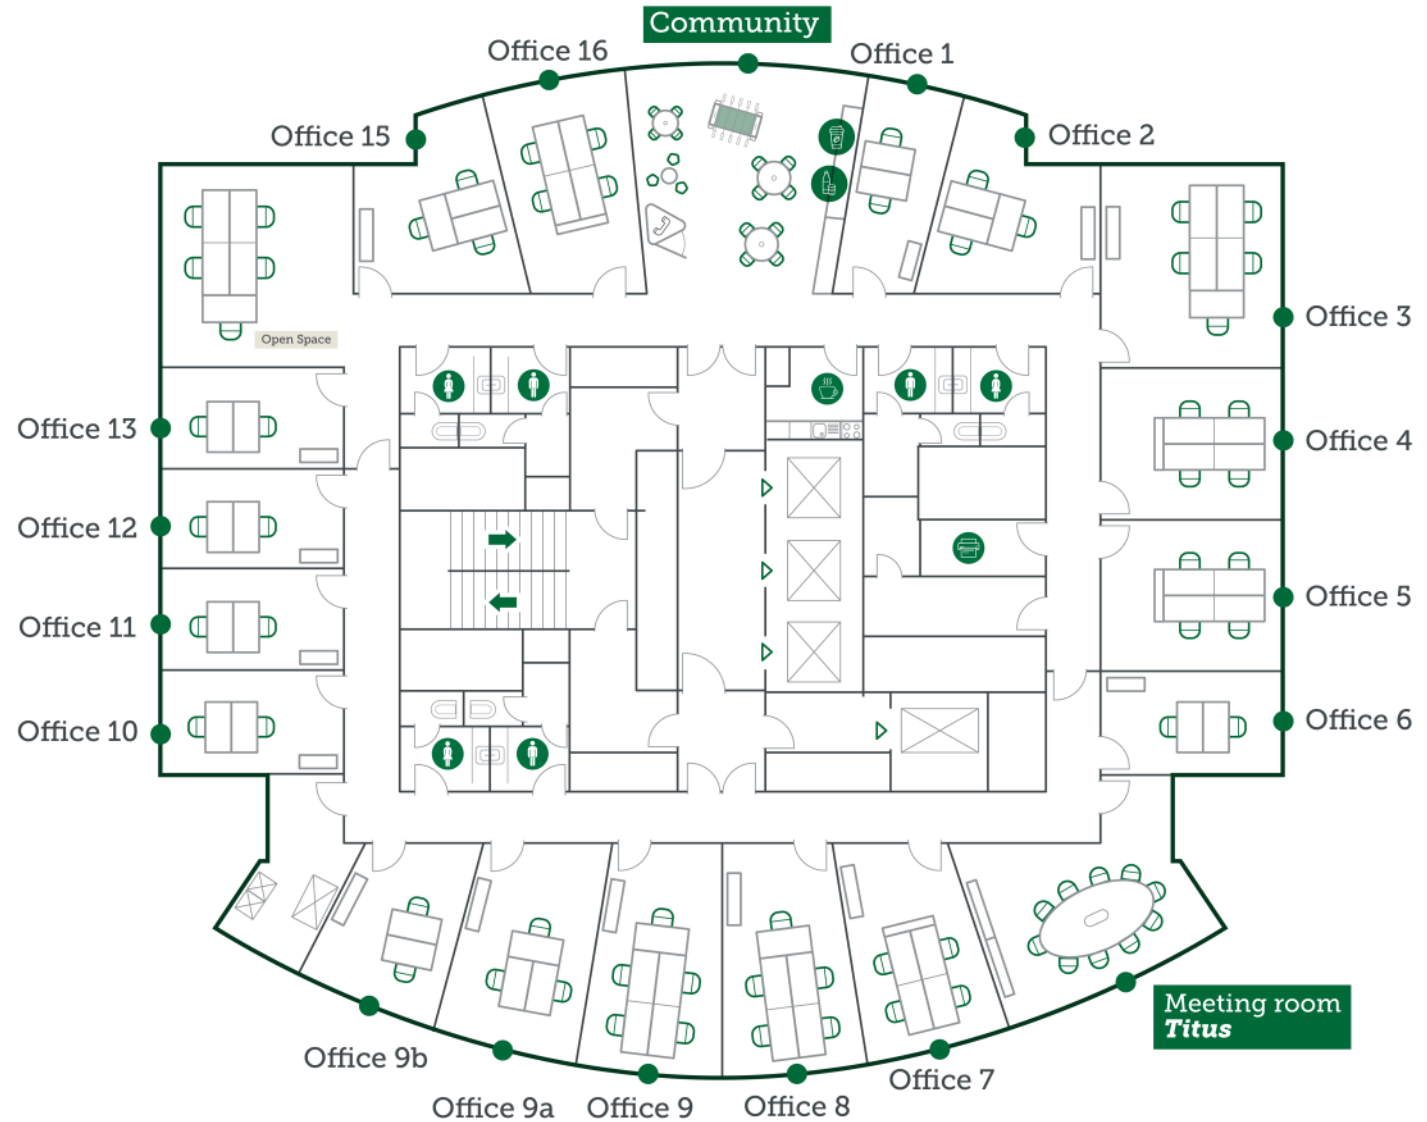 Community
Office 16
Office 1
Office 15
Office 2
Office 3
Open Space
Office 13
Office 4
Office 12
Office 5
Office 11
Office 10
Office 6
Meeting room
Titus
Office 9b
Office 7
Office 9a
Office 9
Office 8